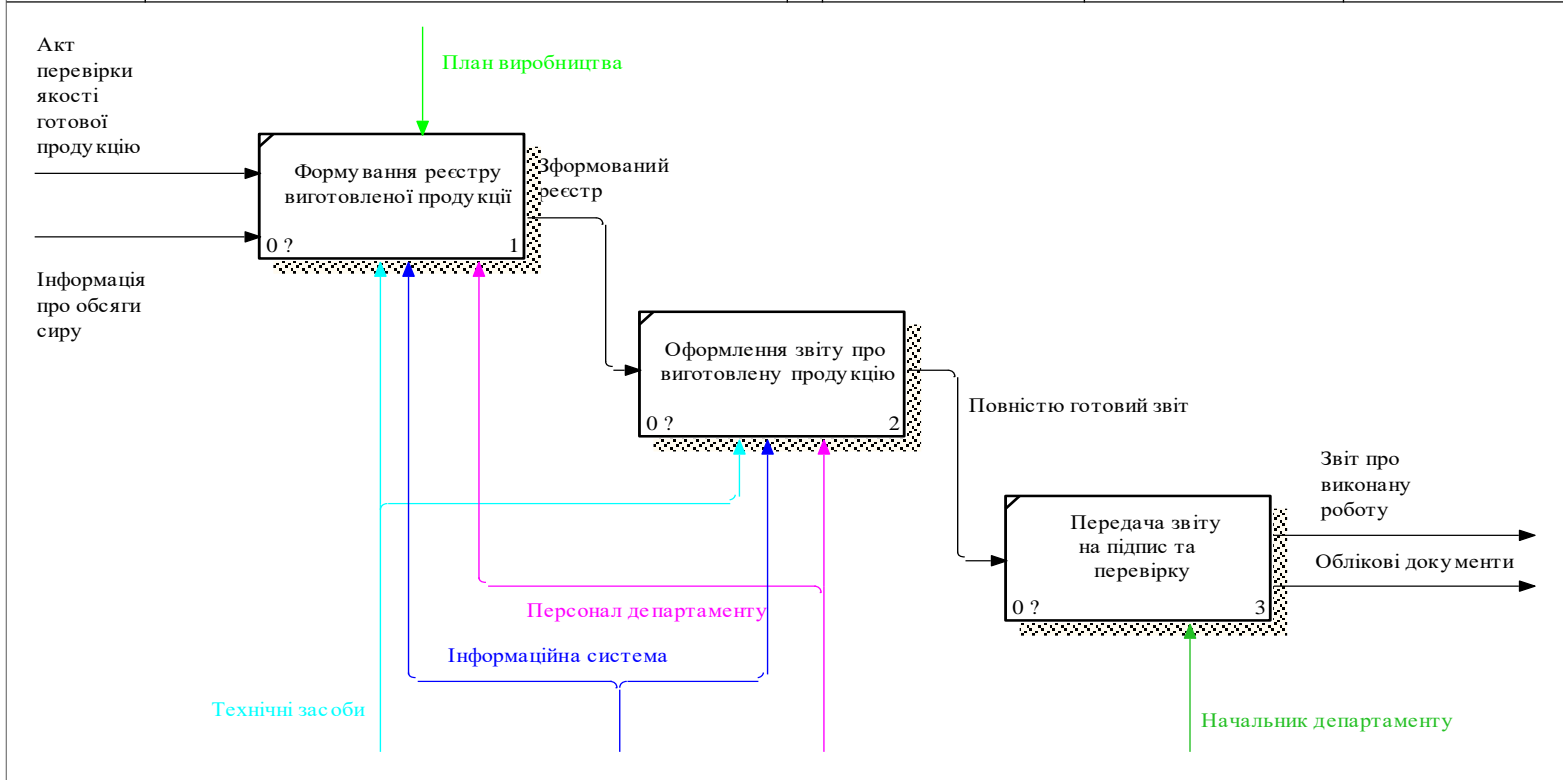 Акт
перевірки
якості
готової
продукцію
План виробництва
Формування реєстру
виготовленої продукції
0 ?
1
Зформований
реєстр
Інформація
про обсяги
сиру
Оформлення звіту про
виготовлену продукцію
0 ?
2
Повністю готовий звіт
Звіт про
виконану
роботу
Передача звіту
на підпис та
перевірку
0 ?
3
Облікові документи
Персонал департаменту
Інформаційна система
Технічні засоби
Начальник департаменту